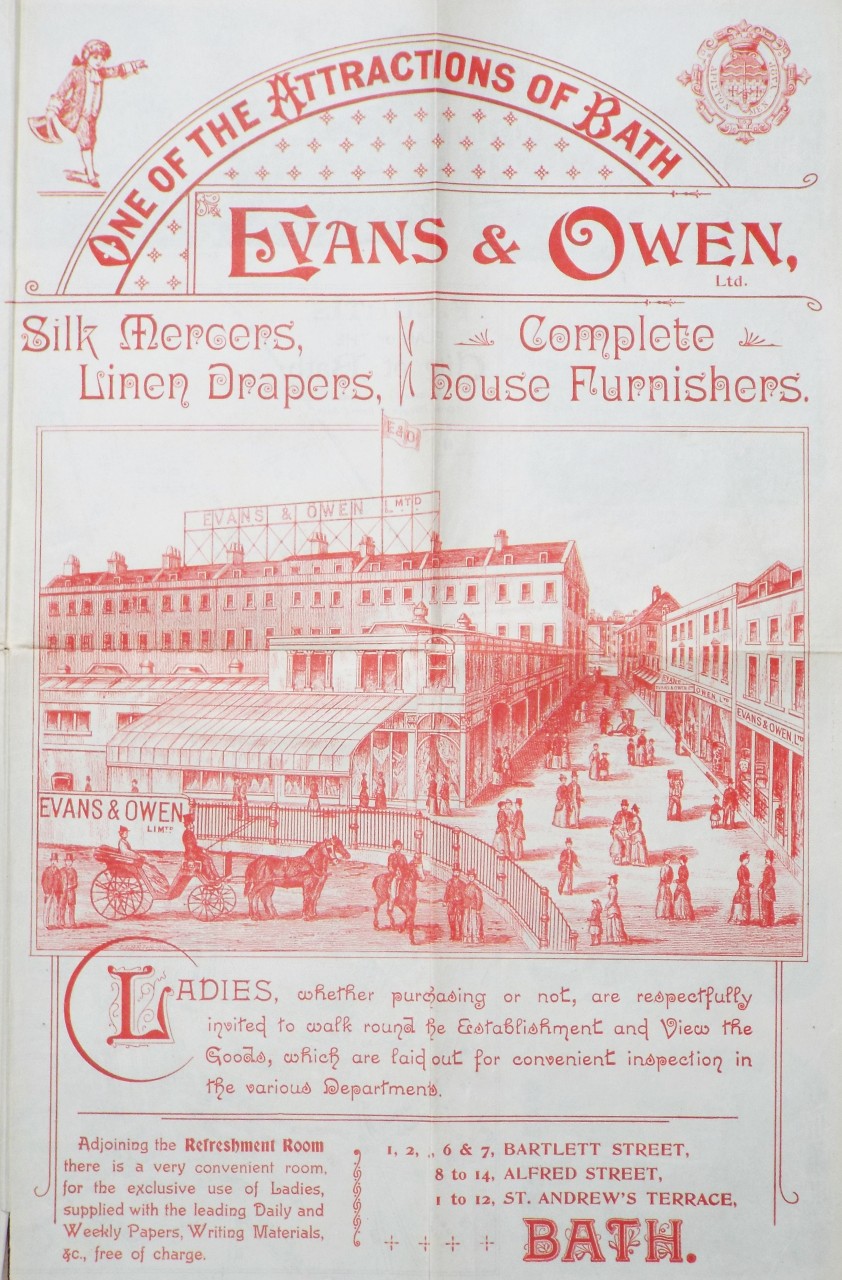 ONE OF THE ATTRACTIONS OF BATH
EVANS & OWEN,
Ltd.
Silk Mercers,
Linen Drapers,
Complete
House Furnishers.
E&O
EVANS & OWEN LMTD
EVANS & OWEN LTD
EVANS & OWEN
LIMTD
LADIES, whether purchasing or not, are respectfully
invited to walk round the Establishment and View the
Goods, which are laid out for convenient inspection in
the various Departments.
Adjoining the Refreshment Room
there is a very convenient room,
for the exclusive use of Ladies,
supplied with the leading Daily and
Weekly Papers, Writing Materials,
&c., free of charge.
1, 2, „ 6 & 7, BARTLETT STREET,
8 to 14, ALFRED STREET,
1 to 12, ST. ANDREW'S TERRACE,
BATH.